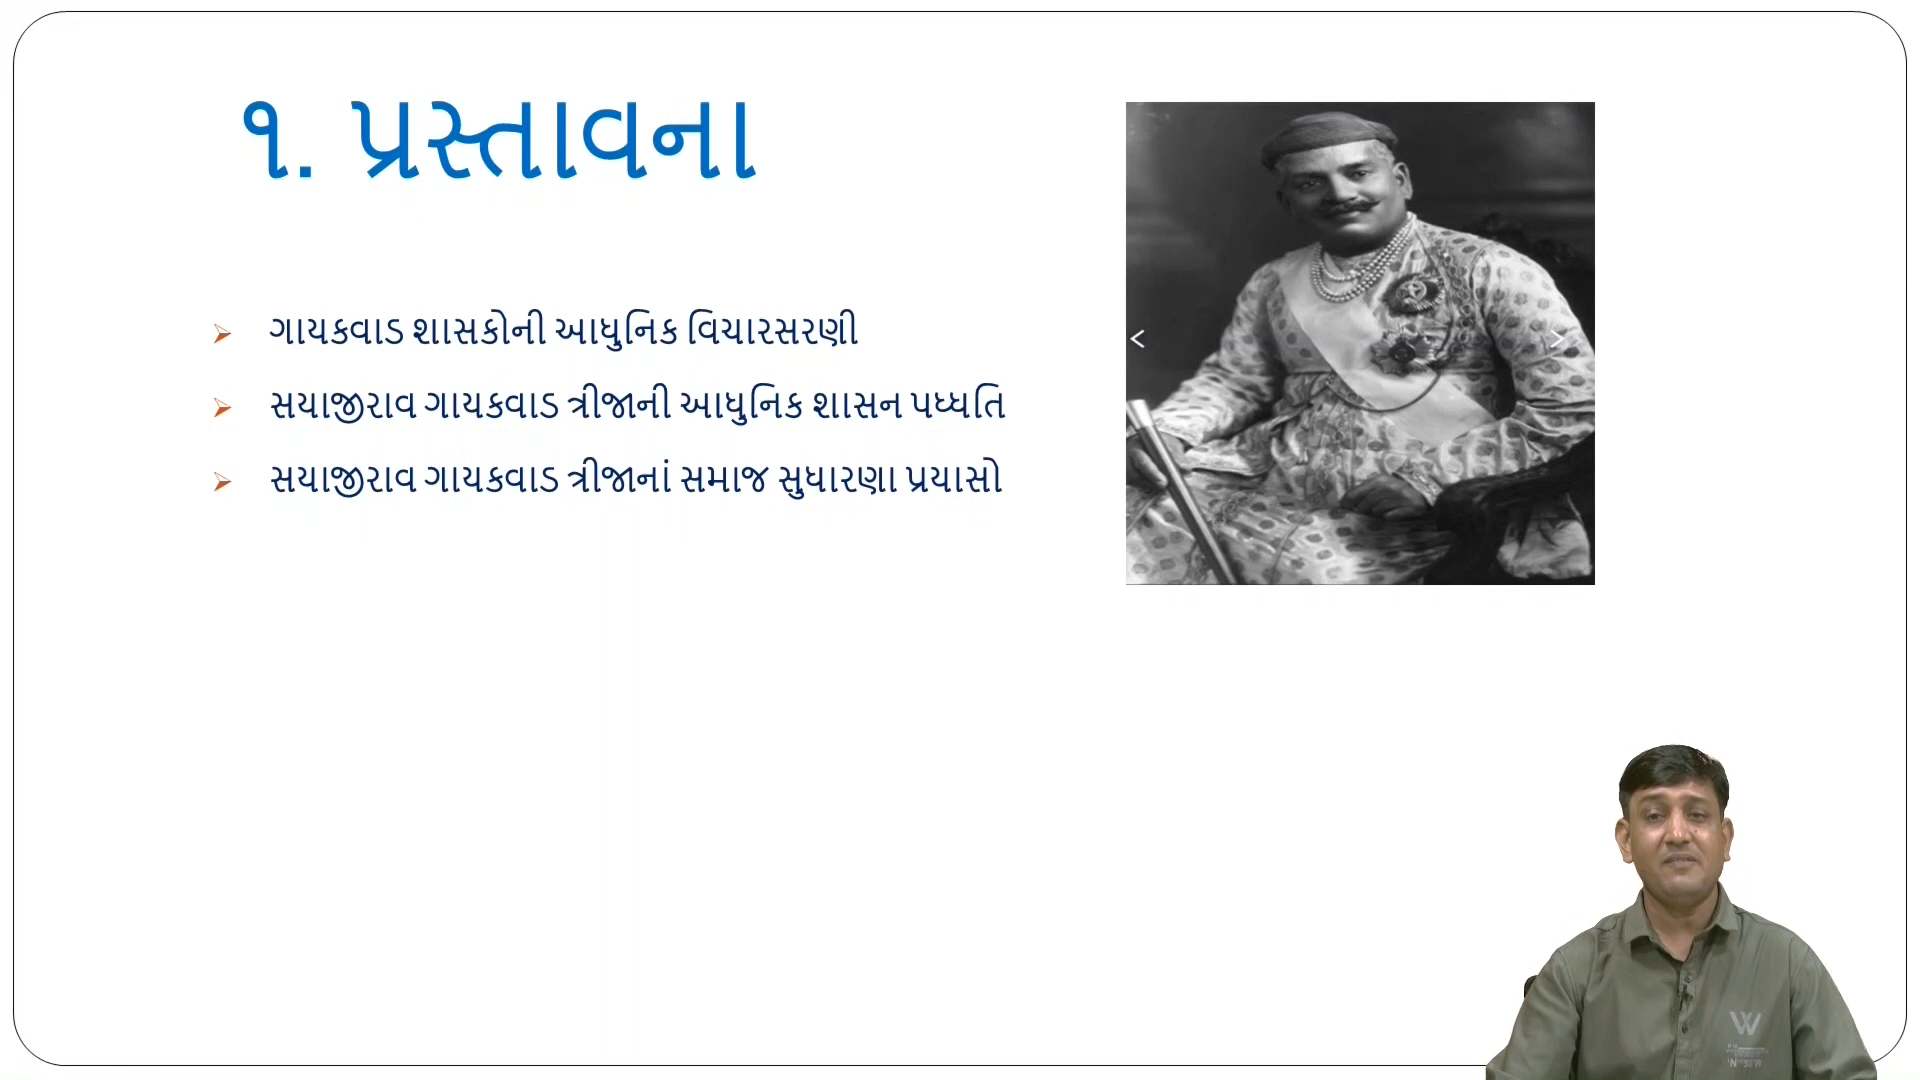 ૧. પ્રસ્તાવના
ગાયકવાડ શાસકોની આધુનિક વિચારસરણી
સયાજીરાવ ગાયકવાડ ત્રીજાની આધુનિક શાસન પધ્ધતિ
સયાજીરાવ ગાયકવાડ ત્રીજાનાં સમાજ સુધારણા પ્રયાસો